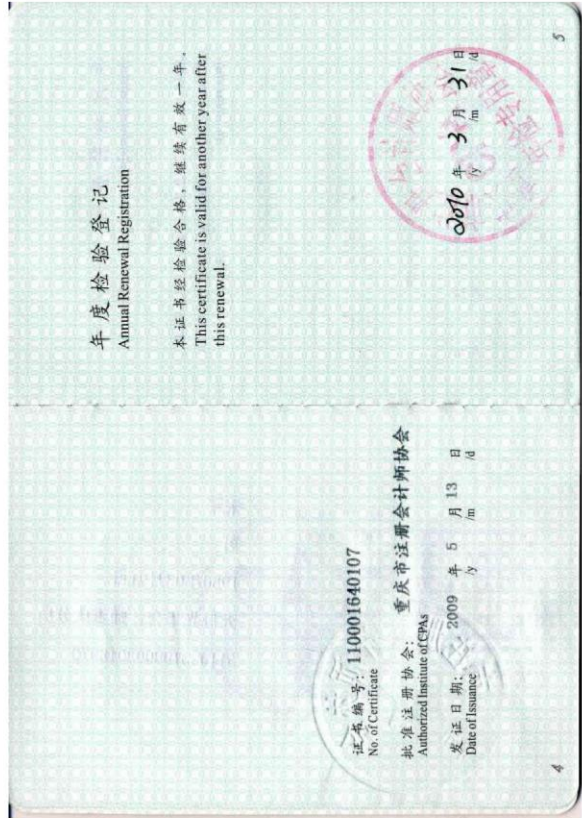 证书编号: 110001640107
No. of Certificate
批准注册协会: 重庆市注册会计师协会
Authorized Institute of CPAs
发证日期: 2009 年 5 月 13 日
Date of Issuance /y /m /d
4
年度检验登记
Annual Renewal Registration
本证书经检验合格，继续有效一年。
This certificate is valid for another year after
this renewal.
2010 年 3 月 31 日
/y /m /d
5